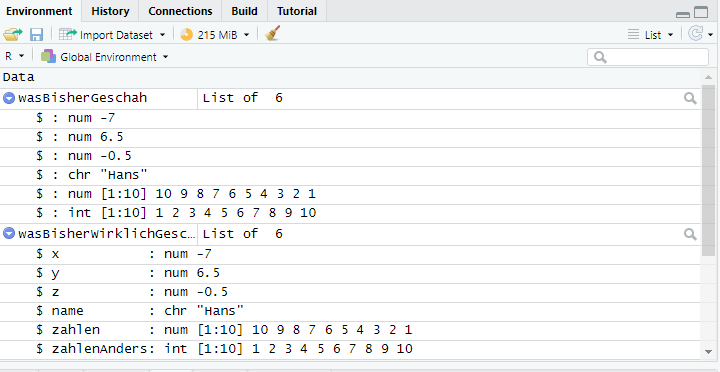 Environment History Connections Build Tutorial
Import Dataset 215 MiB List
R Global Environment
Data
wasBisherGeschah List of 6
$ : num -7
$ : num 6.5
$ : num -0.5
$ : chr "Hans"
$ : num [1:10] 10 9 8 7 6 5 4 3 2 1
$ : int [1:10] 1 2 3 4 5 6 7 8 9 10
wasBisherWirklichGesc… List of 6
$ x : num -7
$ y : num 6.5
$ z : num -0.5
$ name : chr "Hans"
$ zahlen : num [1:10] 10 9 8 7 6 5 4 3 2 1
$ zahlenAnders: int [1:10] 1 2 3 4 5 6 7 8 9 10